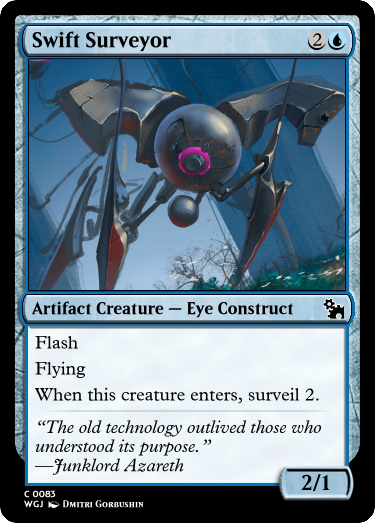 Swift Surveyor 2
Artifact Creature — Eye Construct
Flash
Flying
When this creature enters, surveil 2.
“The old technology outlived those who
understood its purpose.”
—Junklord Azareth
2/1
C 0083
WGJ Dmitri Gorbushin